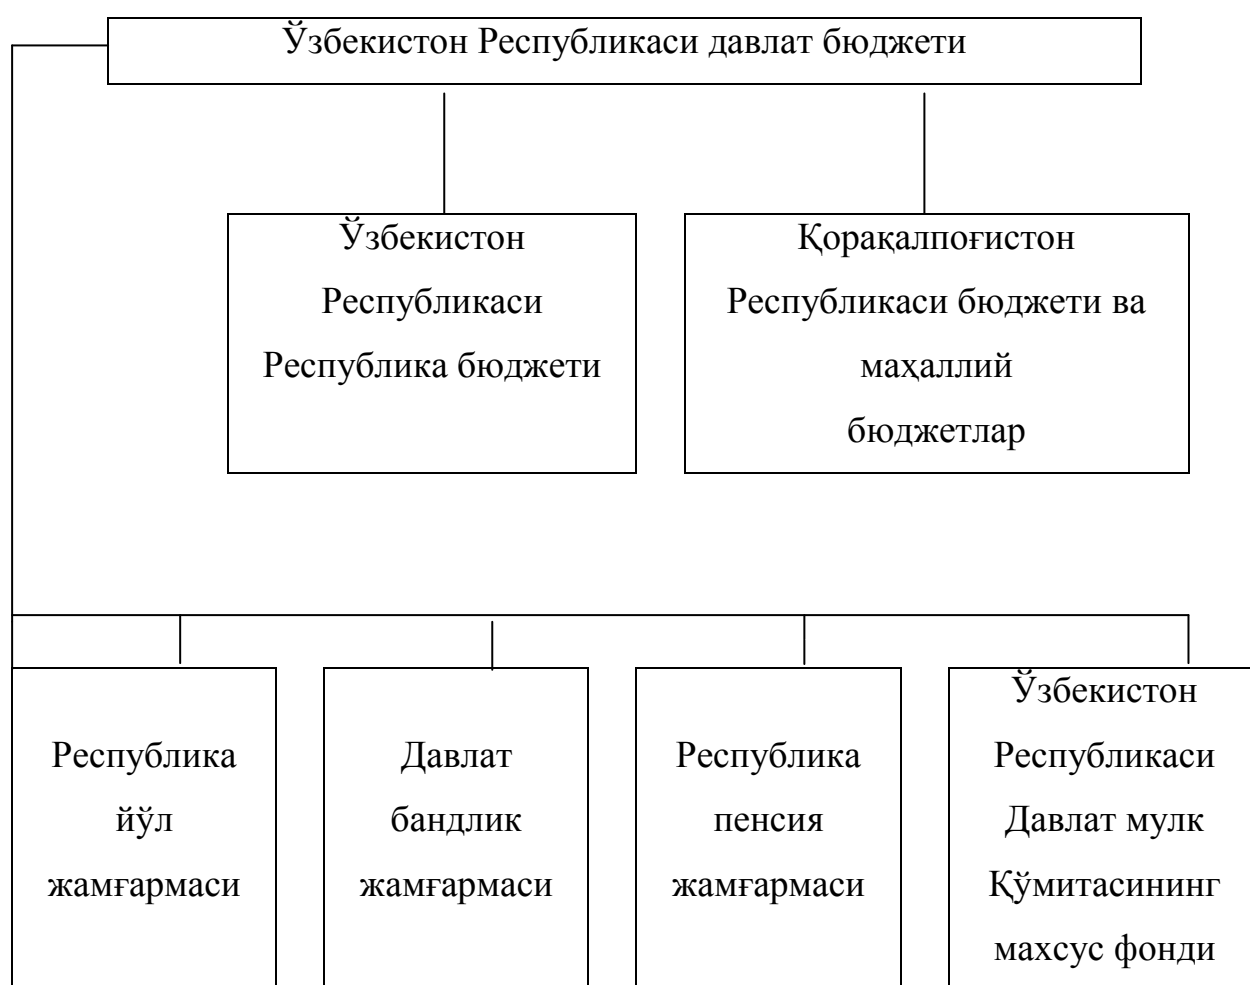 Ўзбекистон Республикаси давлат бюджети
Ўзбекистон
Республикаси
Республика бюджети
Қорақалпоғистон
Республикаси бюджети ва
маҳаллий
бюджетлар
Республика
йўл
жамғармаси
Давлат
бандлик
жамғармаси
Республика
пенсия
жамғармаси
Ўзбекистон
Республикаси
Давлат мулк
Қўмитасининг
махсус фонди